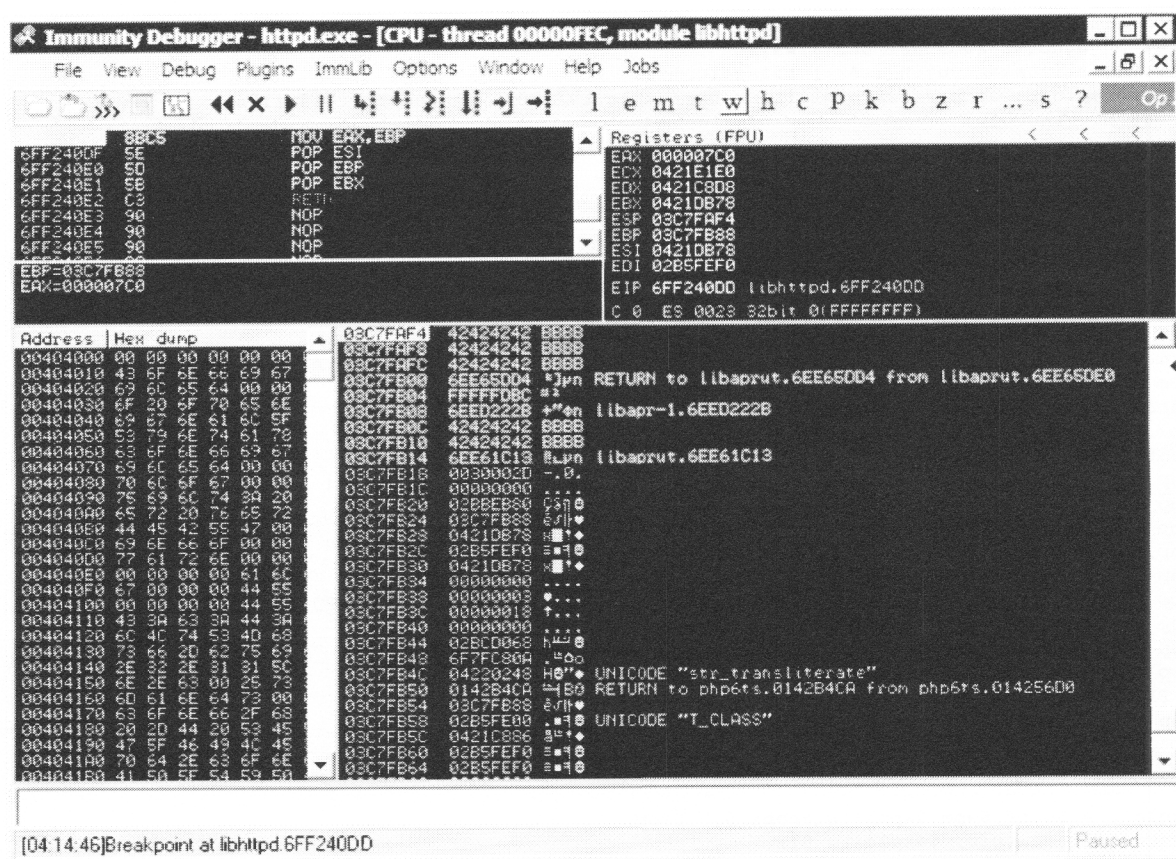 Immunity Debugger - httpd.exe - [CPU - thread 00000FEC, module libhttpd]
File View Debug Plugins ImmLib Options Window Help Jobs
l e m t w h c P k b z r ... s ?
8BC5 MOV EAX,EBP
6FF240DF 5E POP ESI
6FF240E0 5D POP EBP
6FF240E1 5B POP EBX
6FF240E2 C3 RETN
6FF240E3 90 NOP
6FF240E4 90 NOP
6FF240E5 90 NOP
EBP=03C7FB88
EAX=000007C0
Registers (FPU) < < <
EAX 000007C0
ECX 0421E1E0
EDX 0421C8D8
EBX 0421DB78
ESP 03C7FAF4
EBP 03C7FB88
ESI 0421DB78
EDI 02B5FEF0
EIP 6FF240DD libhttpd.6FF240DD
C 0 ES 0023 32bit 0(FFFFFFFF)
Address Hex dump
00404000 00 00 00 00 00 00
00404010 43 6F 6E 66 69 67
00404020 69 6C 65 64 00 00
00404030 6F 20 6F 70 65 6E
00404040 69 67 6E 61 6C 5F
00404050 53 79 6E 74 61 78
00404060 63 6F 6E 66 69 67
00404070 69 6C 65 64 00 00
00404080 70 6C 6F 67 00 00
00404090 75 69 6C 74 3A 20
004040A0 65 72 20 76 65 72
004040B0 44 45 42 55 47 00
004040C0 69 6E 66 6F 00 00
004040D0 77 61 72 6E 00 00
004040E0 00 00 00 00 61 6C
004040F0 67 00 00 00 44 55
00404100 00 00 00 00 44 55
00404110 43 3A 63 3A 44 3A
00404120 6C 4C 74 53 4D 68
00404130 73 66 2D 62 75 69
00404140 2E 32 2E 31 31 5C
00404150 6E 2E 63 00 25 73
00404160 6D 61 6E 64 73 00
00404170 63 6F 6E 66 2F 68
00404180 20 2D 44 20 53 45
00404190 47 5F 46 49 4C 45
004041A0 70 64 2E 63 6F 6E
004041B0 41 50 5F 54 59 50
03C7FAF4 42424242 BBBB
03C7FAF8 42424242 BBBB
03C7FAFC 42424242 BBBB
03C7FB00 6EE65DD4 RETURN to libaprut.6EE65DD4 from libaprut.6EE65DE0
03C7FB04 FFFFFDBC
03C7FB08 6EED222B libapr-1.6EED222B
03C7FB0C 42424242 BBBB
03C7FB10 42424242 BBBB
03C7FB14 6EE61C13 libaprut.6EE61C13
03C7FB18 0030002D -.0.
03C7FB1C 00000000 ....
03C7FB20 02BBEB80
03C7FB24 03C7FB88
03C7FB28 0421DB78
03C7FB2C 02B5FEF0
03C7FB30 0421DB78
03C7FB34 00000000 ....
03C7FB38 00000003 ♥...
03C7FB3C 00000018 ↑...
03C7FB40 00000000 ....
03C7FB44 02BCD068
03C7FB48 6F7FC80A
03C7FB4C 04220248 UNICODE "str_transliterate"
03C7FB50 0142B4CA RETURN to php6ts.0142B4CA from php6ts.014256D0
03C7FB54 03C7FB88
03C7FB58 02B5FE00 UNICODE "T_CLASS"
03C7FB5C 0421C886
03C7FB60 02B5FEF0
03C7FB64 02B5FEF0
[04:14:46]Breakpoint at libhttpd.6FF240DD
Paused